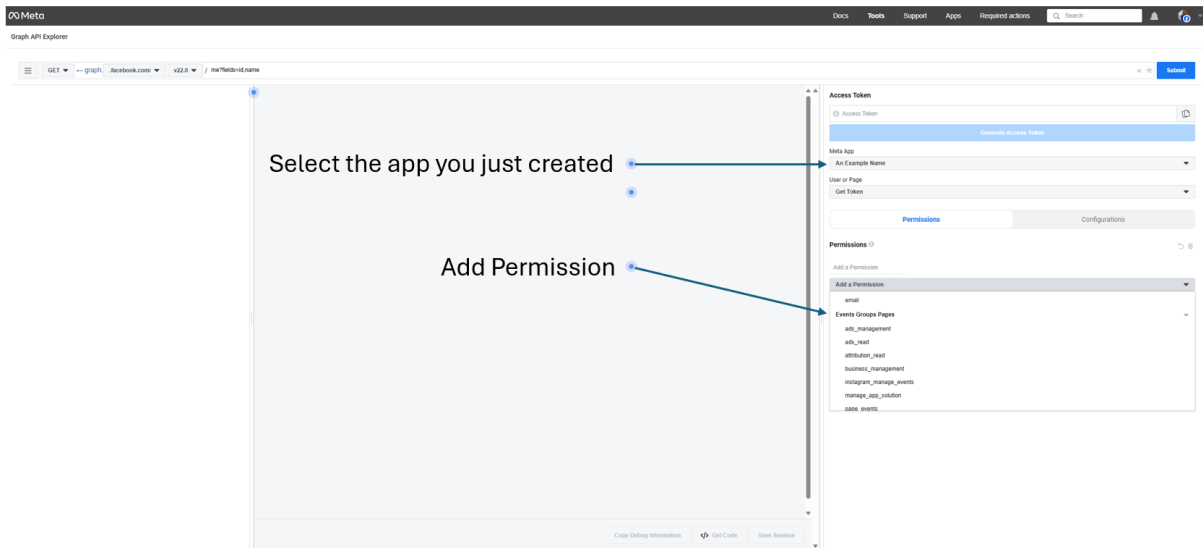 Meta
Docs Tools Support Apps Required actions Search
Graph API Explorer
GET ← graph. .facebook.com/ v22.0 / me?fields=id,name Submit
Access Token
Access Token
Generate Access Token
Select the app you just created
Meta App
An Example Name
User or Page
Get Token
Permissions Configurations
Permissions
Add Permission
Add a Permission
Add a Permission
email
Events Groups Pages
ads_management
ads_read
attribution_read
business_management
instagram_manage_events
manage_app_solution
page_events
Copy Debug Information </> Get Code Save Session